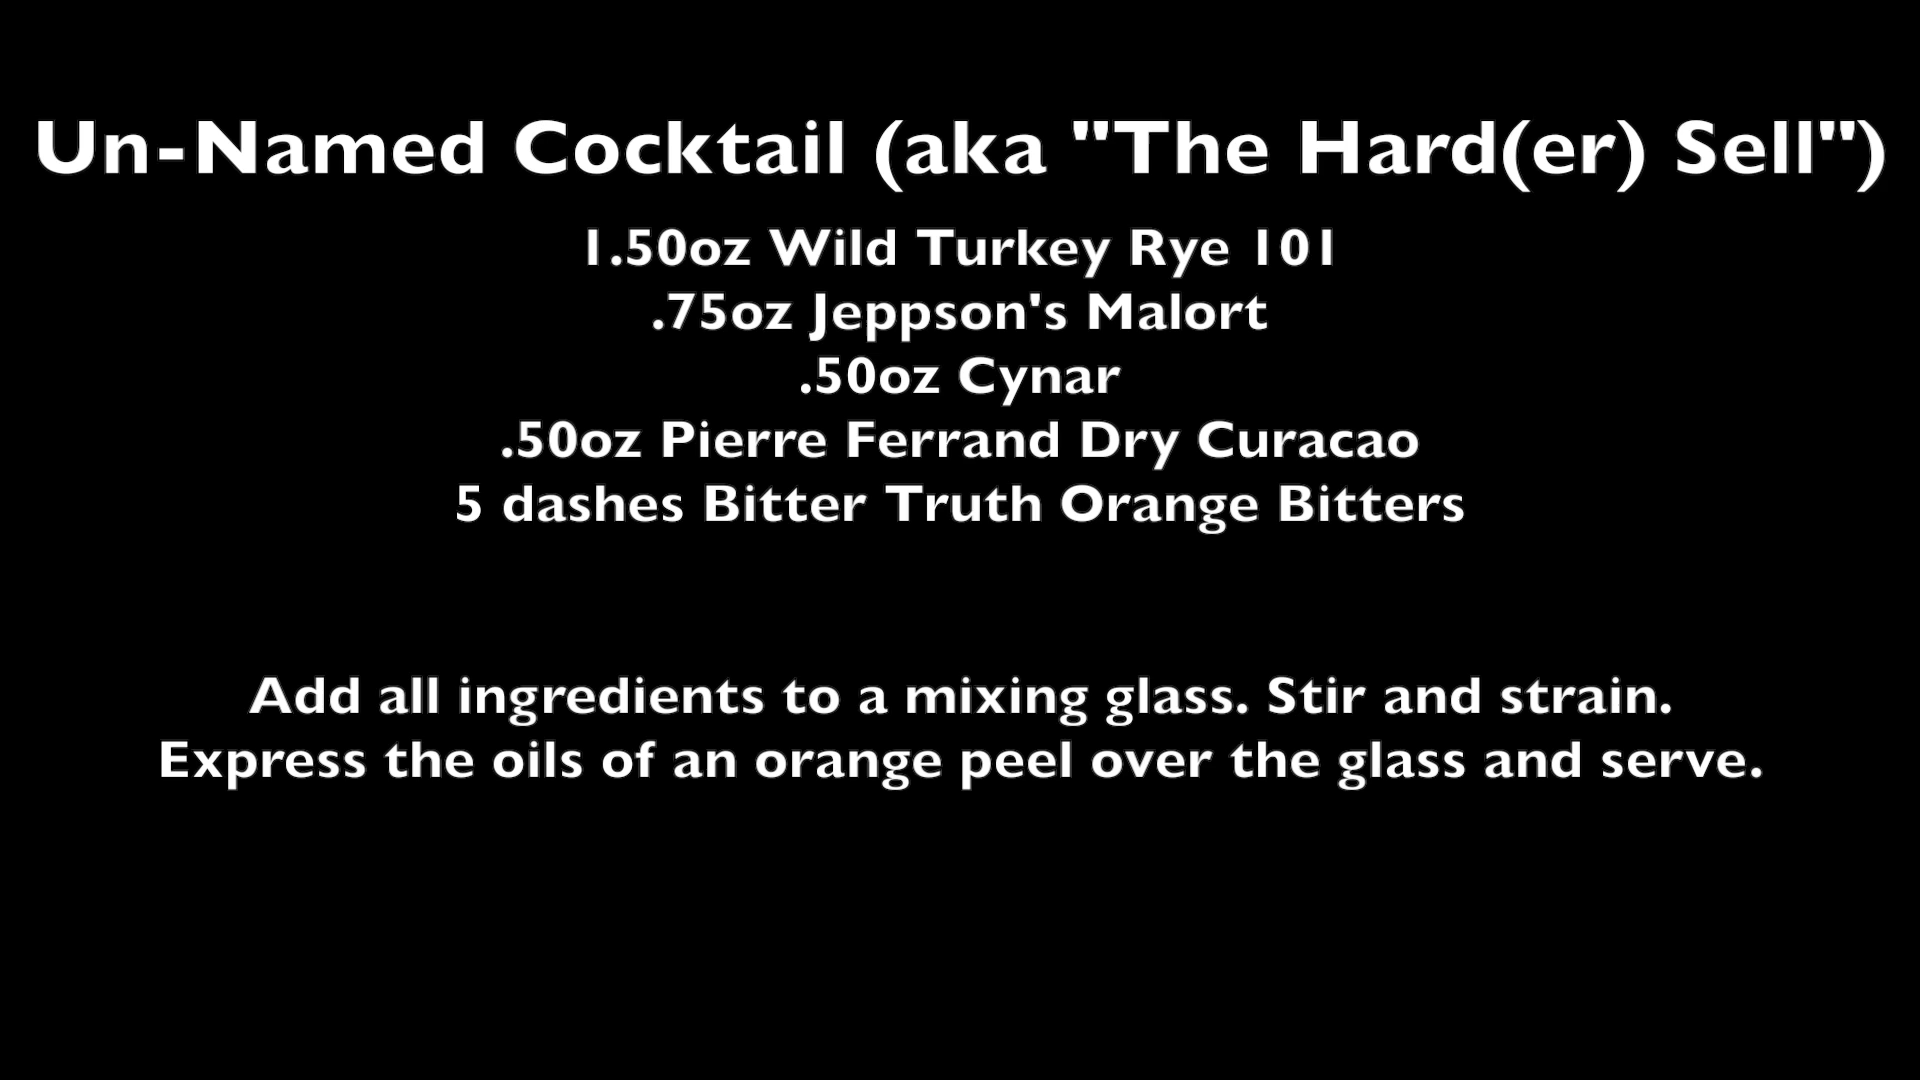 Un-Named Cocktail (aka "The Hard(er) Sell")
1.50oz Wild Turkey Rye 101
.75oz Jeppson's Malort
.50oz Cynar
.50oz Pierre Ferrand Dry Curacao
5 dashes Bitter Truth Orange Bitters
Add all ingredients to a mixing glass. Stir and strain.
Express the oils of an orange peel over the glass and serve.